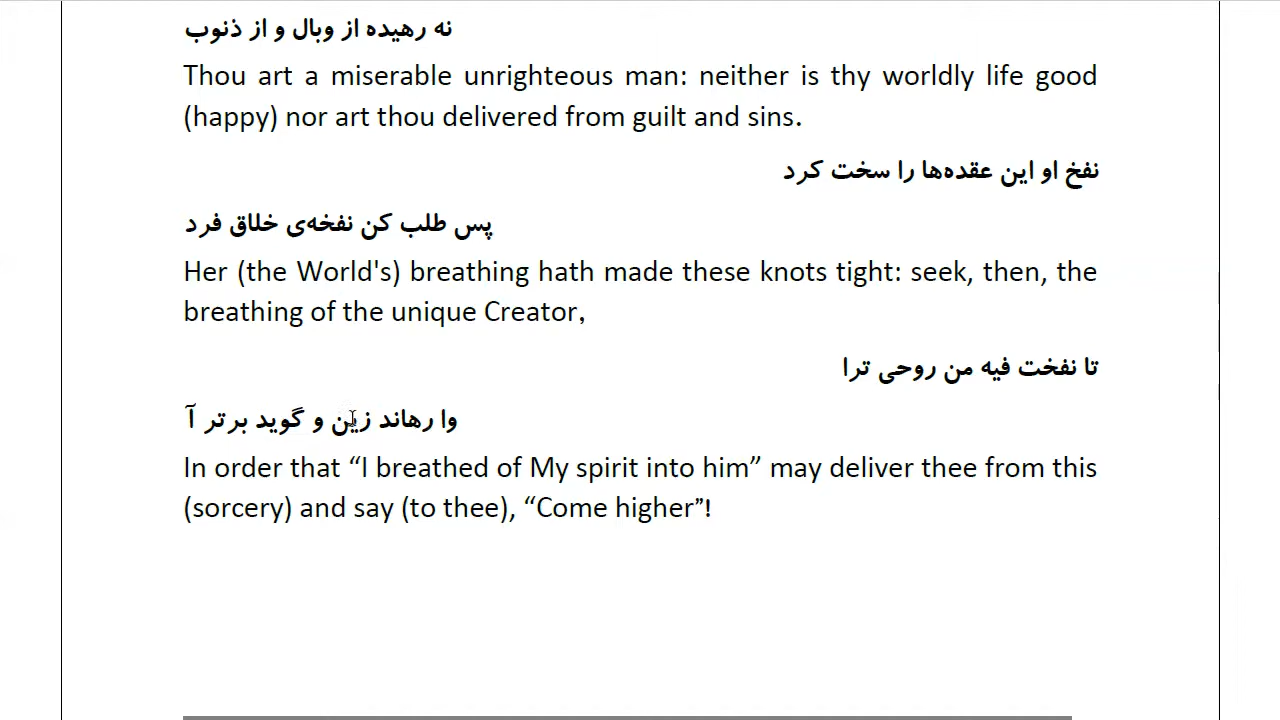 نه رهیده از وبال و از ذنوب
Thou art a miserable unrighteous man: neither is thy worldly life good
(happy) nor art thou delivered from guilt and sins.
نفخ او این عقده‌ها را سخت کرد
پس طلب کن نفخه‌ی خلاق فرد
Her (the World's) breathing hath made these knots tight: seek, then, the
breathing of the unique Creator,
تا نفخت فیه من روحی ترا
وا رهاند زین و گوید برتر آ
In order that “I breathed of My spirit into him” may deliver thee from this
(sorcery) and say (to thee), “Come higher”!